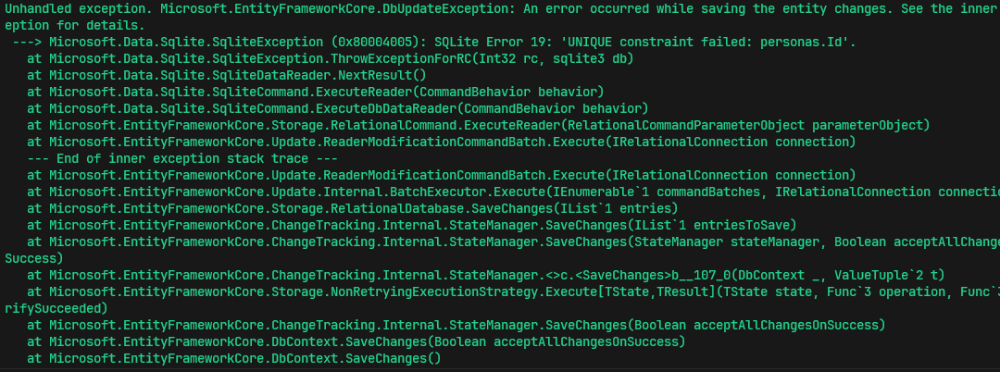 Unhandled exception. Microsoft.EntityFrameworkCore.DbUpdateException: An error occurred while saving the entity changes. See the inner
eption for details.
 ---> Microsoft.Data.Sqlite.SqliteException (0x80004005): SQLite Error 19: 'UNIQUE constraint failed: personas.Id'.
   at Microsoft.Data.Sqlite.SqliteException.ThrowExceptionForRC(Int32 rc, sqlite3 db)
   at Microsoft.Data.Sqlite.SqliteDataReader.NextResult()
   at Microsoft.Data.Sqlite.SqliteCommand.ExecuteReader(CommandBehavior behavior)
   at Microsoft.Data.Sqlite.SqliteCommand.ExecuteDbDataReader(CommandBehavior behavior)
   at Microsoft.EntityFrameworkCore.Storage.RelationalCommand.ExecuteReader(RelationalCommandParameterObject parameterObject)
   at Microsoft.EntityFrameworkCore.Update.ReaderModificationCommandBatch.Execute(IRelationalConnection connection)
   --- End of inner exception stack trace ---
   at Microsoft.EntityFrameworkCore.Update.ReaderModificationCommandBatch.Execute(IRelationalConnection connection)
   at Microsoft.EntityFrameworkCore.Update.Internal.BatchExecutor.Execute(IEnumerable`1 commandBatches, IRelationalConnection connectio
   at Microsoft.EntityFrameworkCore.Storage.RelationalDatabase.SaveChanges(IList`1 entries)
   at Microsoft.EntityFrameworkCore.ChangeTracking.Internal.StateManager.SaveChanges(IList`1 entriesToSave)
   at Microsoft.EntityFrameworkCore.ChangeTracking.Internal.StateManager.SaveChanges(StateManager stateManager, Boolean acceptAllChange
Success)
   at Microsoft.EntityFrameworkCore.ChangeTracking.Internal.StateManager.<>c.<SaveChanges>b__107_0(DbContext _, ValueTuple`2 t)
   at Microsoft.EntityFrameworkCore.Storage.NonRetryingExecutionStrategy.Execute[TState,TResult](TState state, Func`3 operation, Func`3
rifySucceeded)
   at Microsoft.EntityFrameworkCore.ChangeTracking.Internal.StateManager.SaveChanges(Boolean acceptAllChangesOnSuccess)
   at Microsoft.EntityFrameworkCore.DbContext.SaveChanges(Boolean acceptAllChangesOnSuccess)
   at Microsoft.EntityFrameworkCore.DbContext.SaveChanges()